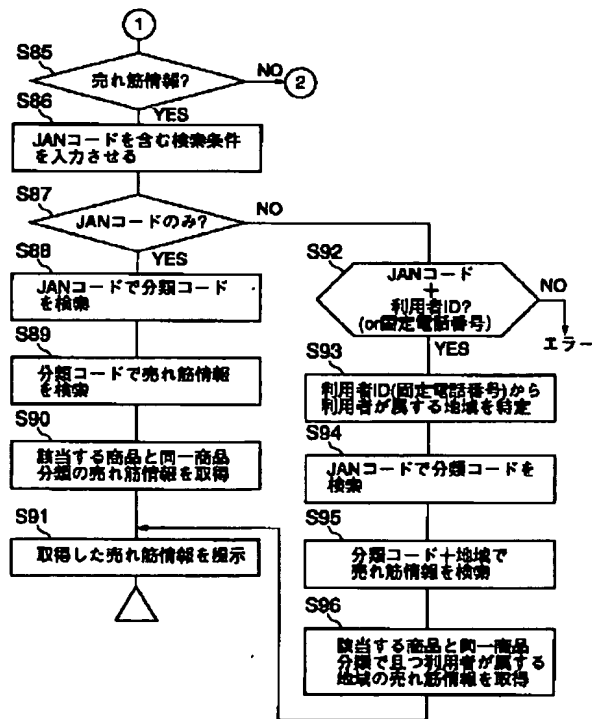 1
S85
売れ筋情報?
NO
2
S86
YES
JANコードを含む検索条件
を入力させる
S87
JANコードのみ?
NO
S88
YES
JANコードで分類コード
を検索
S89
分類コードで売れ筋情報
を検索
S90
該当する商品と同一商品
分類の売れ筋情報を取得
S91
取得した売れ筋情報を提示
S92
JANコード
+
利用者ID?
(or固定電話番号)
NO
エラー
YES
S93
利用者ID(固定電話番号)から
利用者が属する地域を特定
S94
JANコードで分類コードを
検索
S95
分類コード+地域で
売れ筋情報を検索
S96
該当する商品と同一商品
分類で且つ利用者が属する
地域の売れ筋情報を取得